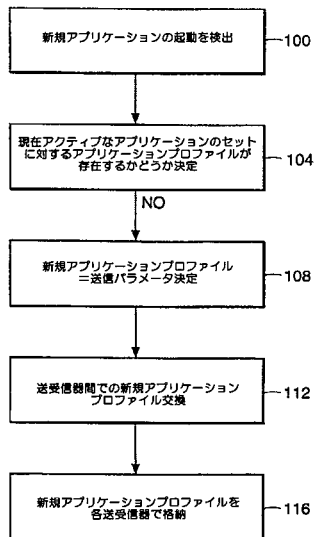 新規アプリケーションの起動を検出
100
現在アクティブなアプリケーションのセット
に対するアプリケーションプロファイルが
存在するかどうか決定
104
NO
新規アプリケーションプロファイル
=送信パラメータ決定
108
送受信器間での新規アプリケーション
プロファイル交換
112
新規アプリケーションプロファイルを
各送受信器で格納
116